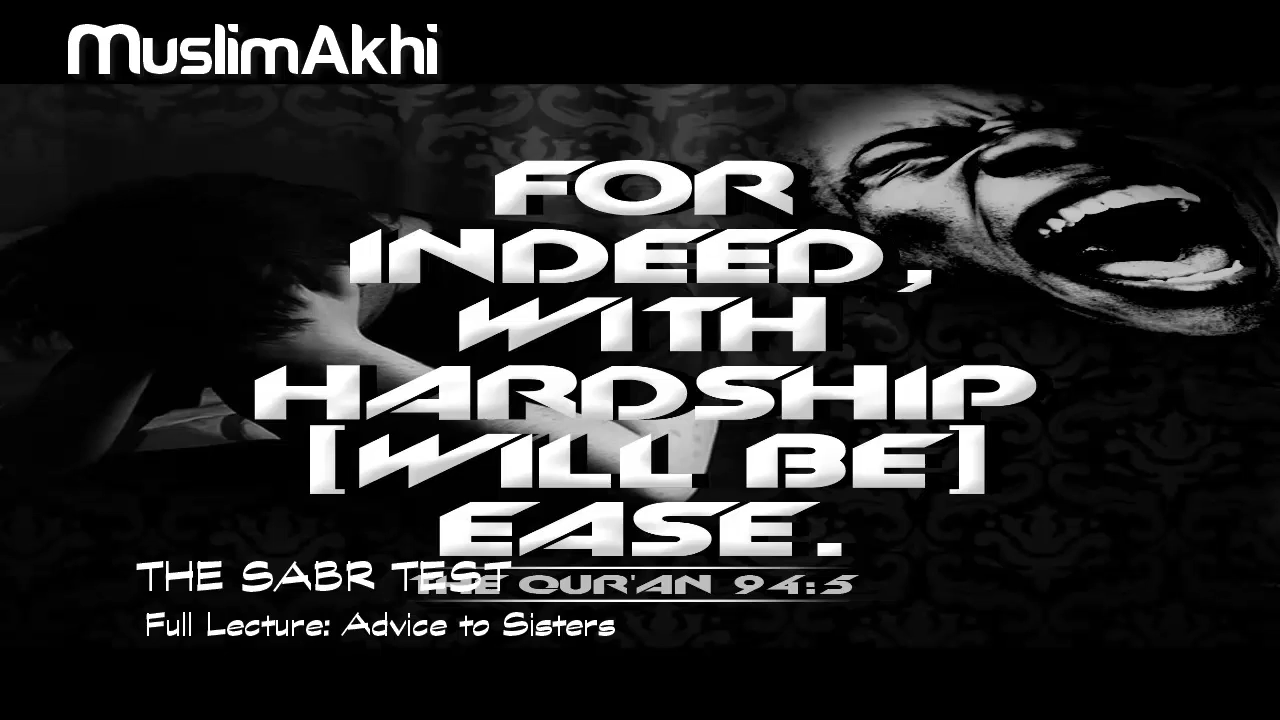 MuslimAkhi
FOR
INDEED,
WITH
HARDSHIP
[WILL BE]
EASE.
THE QUR'AN 94:5
THE SABR TEST
Full Lecture: Advice to Sisters